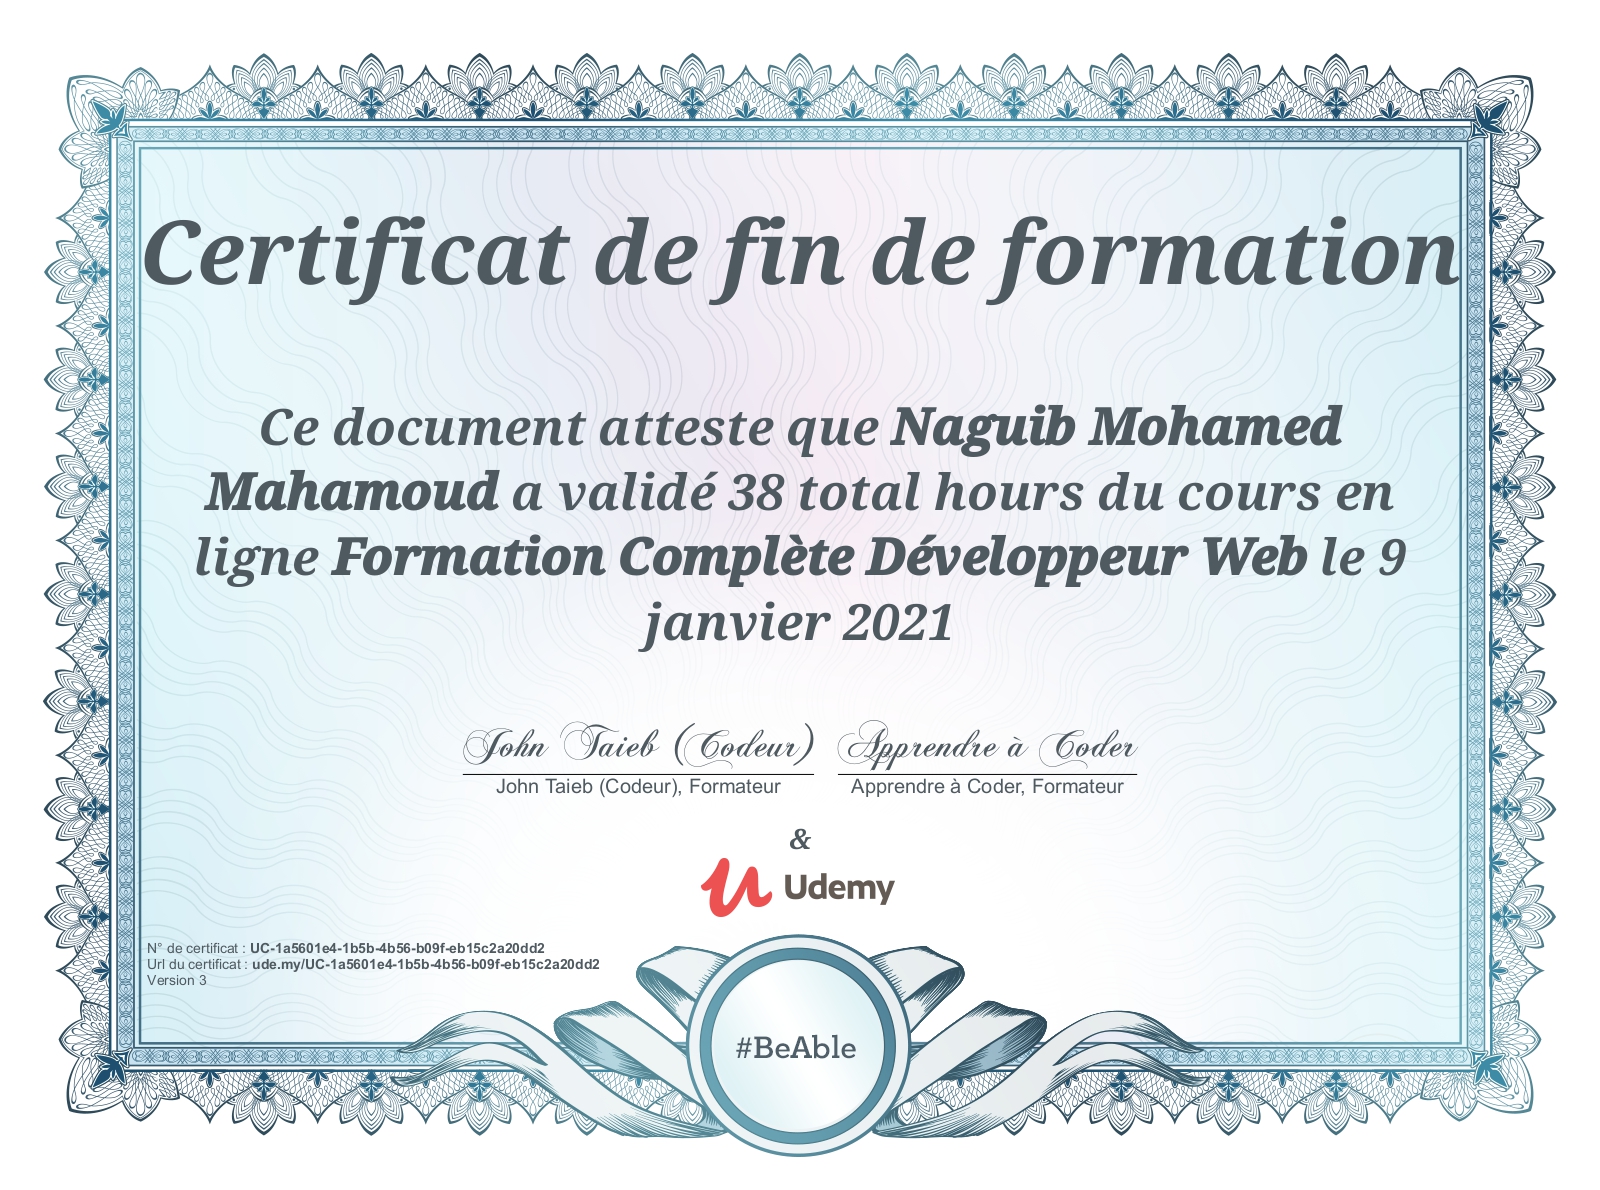 Certificat de fin de formation
Ce document atteste que Naguib Mohamed
Mahamoud a validé 38 total hours du cours en
ligne Formation Complète Développeur Web le 9
janvier 2021
John Taieb (Codeur) Apprendre à Coder
John Taieb (Codeur), Formateur Apprendre à Coder, Formateur
&
Udemy
N° de certificat : UC-1a5601e4-1b5b-4b56-b09f-eb15c2a20dd2
Url du certificat : ude.my/UC-1a5601e4-1b5b-4b56-b09f-eb15c2a20dd2
Version 3
#BeAble